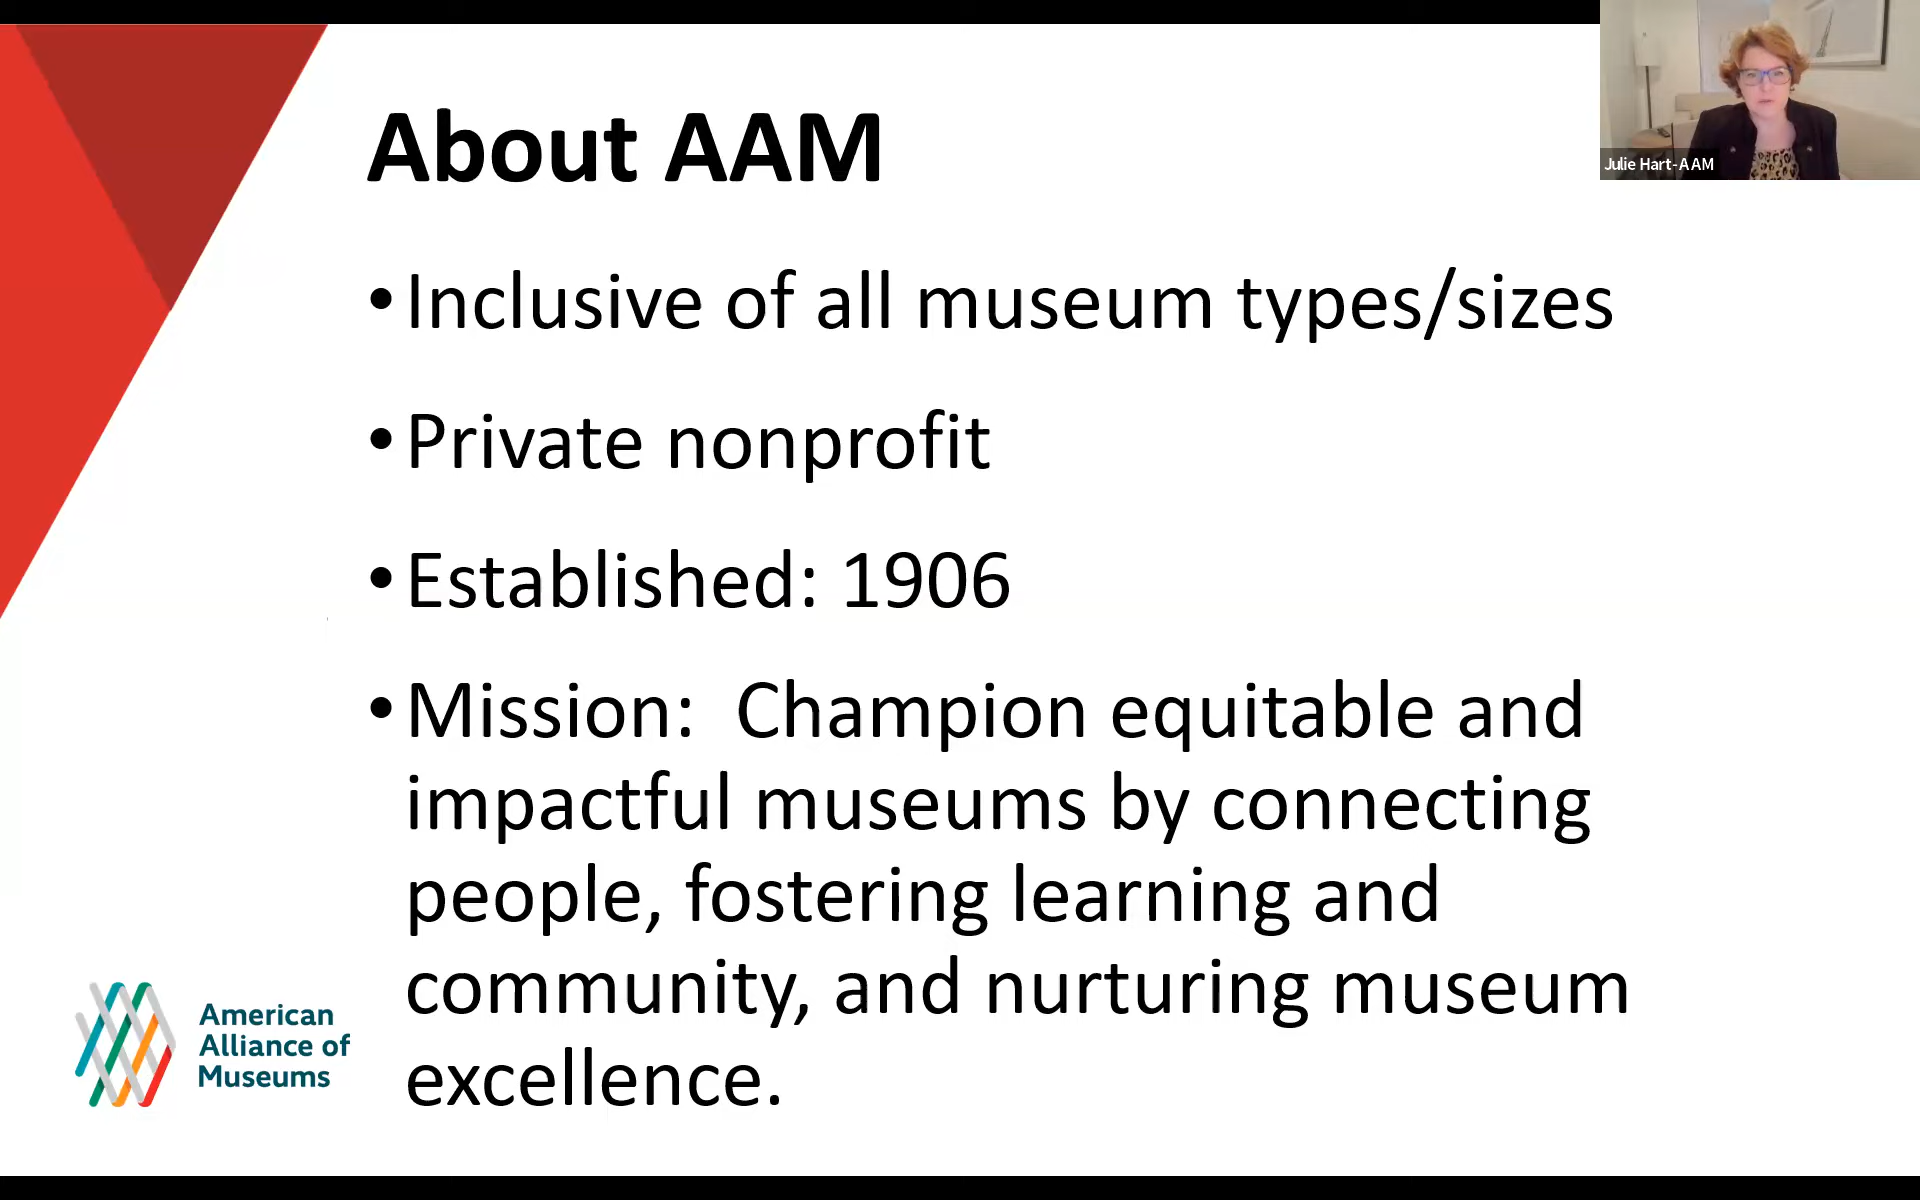 About AAM
Julie Hart-AAM
•Inclusive of all museum types/sizes
•Private nonprofit
•Established: 1906
•Mission:  Champion equitable and
impactful museums by connecting
people, fostering learning and
community, and nurturing museum
excellence.
American
Alliance of
Museums